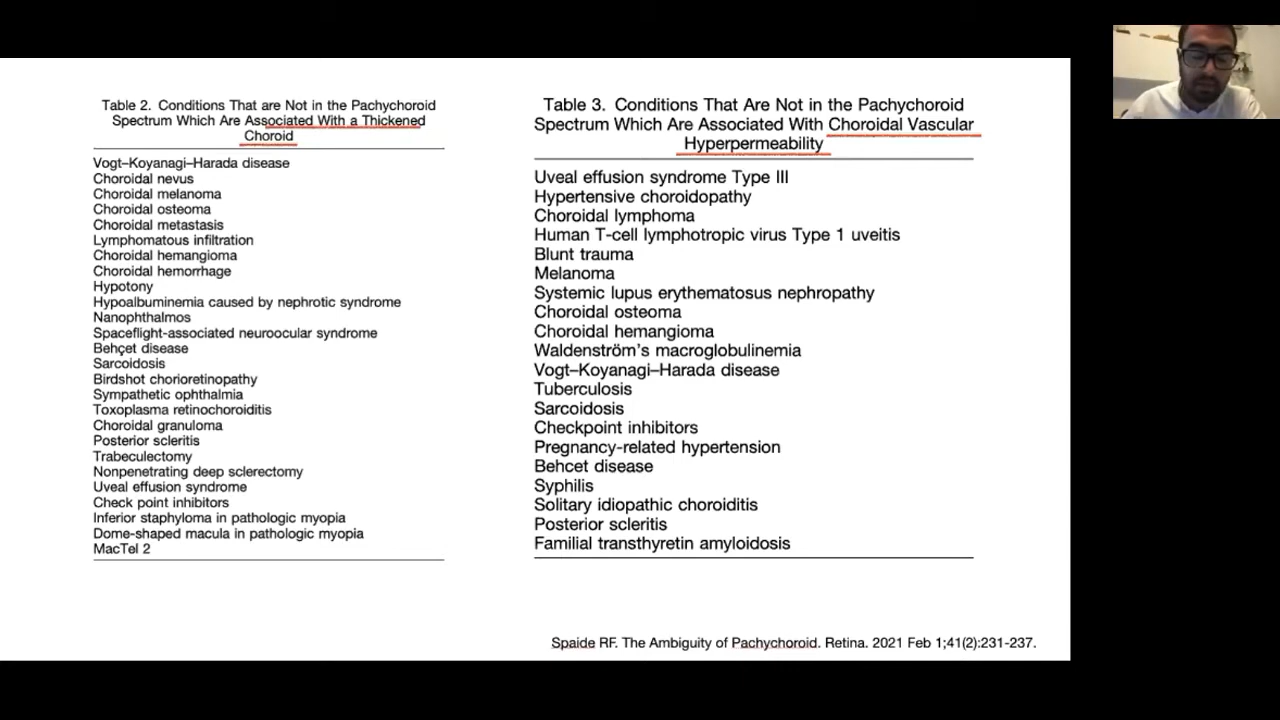 Table 2. Conditions That are Not in the Pachychoroid
Spectrum Which Are Associated With a Thickened
Choroid
Vogt–Koyanagi–Harada disease
Choroidal nevus
Choroidal melanoma
Choroidal osteoma
Choroidal metastasis
Lymphomatous infiltration
Choroidal hemangioma
Choroidal hemorrhage
Hypotony
Hypoalbuminemia caused by nephrotic syndrome
Nanophthalmos
Spaceflight-associated neuroocular syndrome
Behçet disease
Sarcoidosis
Birdshot chorioretinopathy
Sympathetic ophthalmia
Toxoplasma retinochoroiditis
Choroidal granuloma
Posterior scleritis
Trabeculectomy
Nonpenetrating deep sclerectomy
Uveal effusion syndrome
Check point inhibitors
Inferior staphyloma in pathologic myopia
Dome-shaped macula in pathologic myopia
MacTel 2
Table 3. Conditions That Are Not in the Pachychoroid
Spectrum Which Are Associated With Choroidal Vascular
Hyperpermeability
Uveal effusion syndrome Type III
Hypertensive choroidopathy
Choroidal lymphoma
Human T-cell lymphotropic virus Type 1 uveitis
Blunt trauma
Melanoma
Systemic lupus erythematosus nephropathy
Choroidal osteoma
Choroidal hemangioma
Waldenström's macroglobulinemia
Vogt–Koyanagi–Harada disease
Tuberculosis
Sarcoidosis
Checkpoint inhibitors
Pregnancy-related hypertension
Behcet disease
Syphilis
Solitary idiopathic choroiditis
Posterior scleritis
Familial transthyretin amyloidosis
Spaide RF. The Ambiguity of Pachychoroid. Retina. 2021 Feb 1;41(2):231-237.